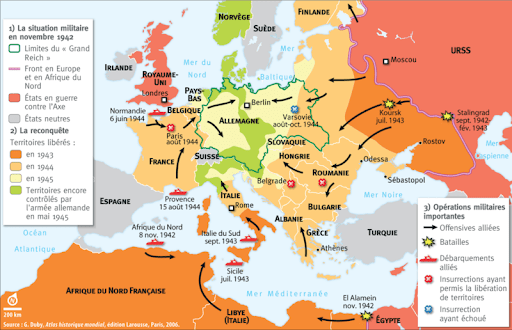 1) La situation militaire
en novembre 1942
Limites du « Grand
Reich »
Front en Europe
et en Afrique du
Nord
États en guerre
contre l'Axe
États neutres
2) La reconquête
Territoires libérés :
en 1943
en 1944
en 1945
Territoires encore
contrôlés par
l'armée allemande
en mai 1945
NORVÈGE
SUÈDE
FINLANDE
URSS
Moscou
Mer du
Nord
Mer
Baltique
IRLANDE
ROYAUME-
UNI
Londres
PAYS-
BAS
BELGIQUE
Normandie
6 juin 1944
Paris
août 1944
FRANCE
ALLEMAGNE
Berlin
Varsovie
août-oct. 1944
Koursk
juil. 1943
Stalingrad
sept. 1942
fév. 1943
Rostov
Mer
Caspienne
SLOVAQUIE
HONGRIE
SUISSE
Odessa
Sébastopol
ROUMANIE
Belgrade
BULGARIE
Mer Noire
ESPAGNE
Provence
15 août 1944
ITALIE
Rome
ALBANIE
GRÈCE
Athènes
TURQUIE
Océan
Atlantique
Afrique du Nord
8 nov. 1942
Italie du Sud
sept. 1943
Sicile
juil. 1943
Mer Méditerranée
AFRIQUE DU NORD FRANÇAISE
LIBYE
(ITALIE)
El Alamein
nov. 1942
ÉGYPTE
3) Opérations militaires
importantes
Offensives alliées
Batailles
Débarquements
alliés
Insurrections ayant
permis la libération
de territoires
Insurrection
ayant échoué
200 km
Source : G. Duby, Atlas historique mondial, édition Larousse, Paris, 2006.